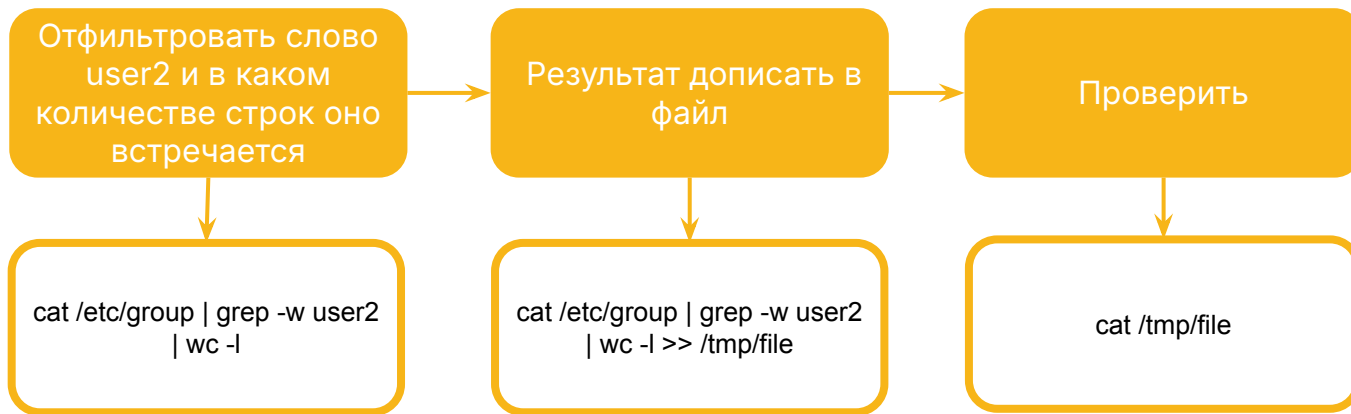 Отфильтровать слово
user2 и в каком
количестве строк оно
встречается
Результат дописать в
файл
Проверить
cat /etc/group | grep -w user2
| wc -l
cat /etc/group | grep -w user2
| wc -l >> /tmp/file
cat /tmp/file